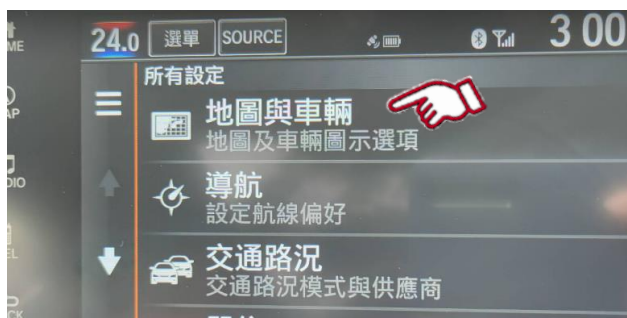 24.0 選單 SOURCE 3 00
所有設定
地圖與車輛
地圖及車輛圖示選項
導航
設定航線偏好
交通路況
交通路況模式與供應商